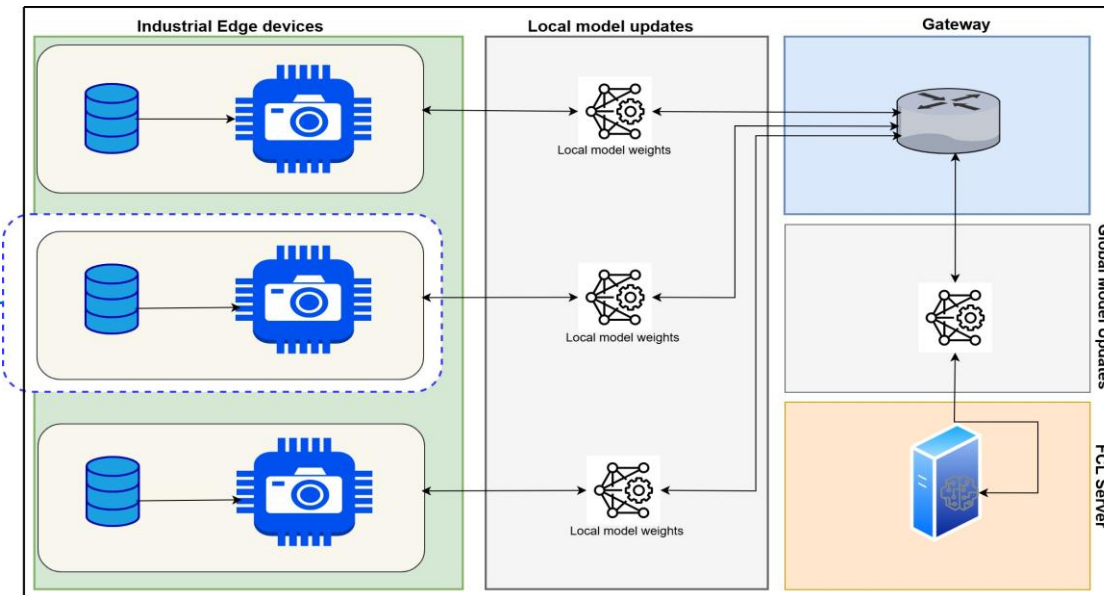 Industrial Edge devices
Local model updates
Gateway
Local model weights
Local model weights
Local model weights
Global Model Updates
FCL Server